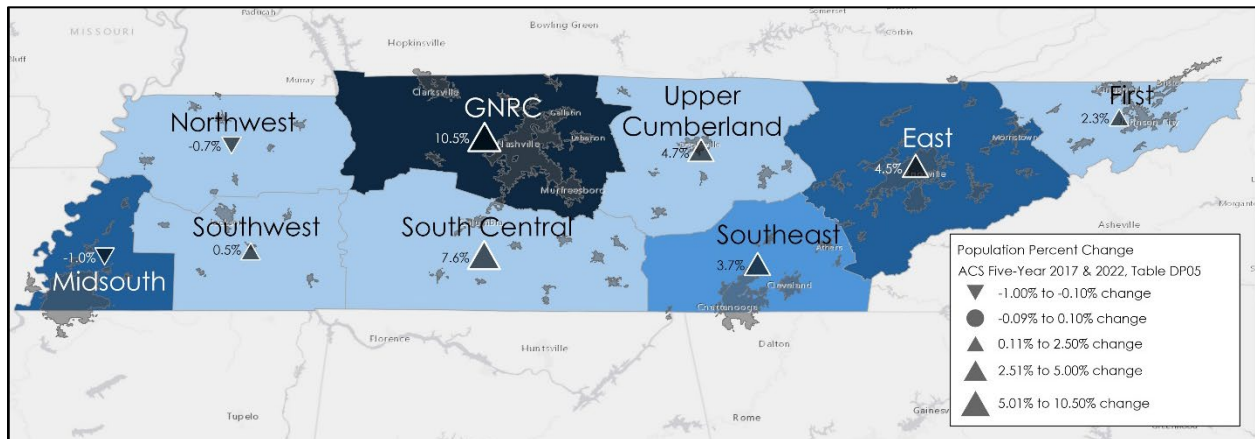 MISSOURI
Paducah
Bowling Green
Somerset
Corbin
Hopkinsville
Murray
Clarksville
GNRC
10.5%
Gallatin
Lebanon
Nashville
Murfreesboro
Northwest
-0.7%
Upper
Cumberland
4.7%
East
4.5%
Morristown
First
2.3%
Midsouth
-1.0%
Southwest
0.5%
South Central
7.6%
Southeast
3.7%
Athens
Cleveland
Chattanooga
Asheville
Florence
Huntsville
Dalton
Tupelo
Rome
Population Percent Change
ACS Five-Year 2017 & 2022, Table DP05
-1.00% to -0.10% change
-0.09% to 0.10% change
0.11% to 2.50% change
2.51% to 5.00% change
5.01% to 10.50% change